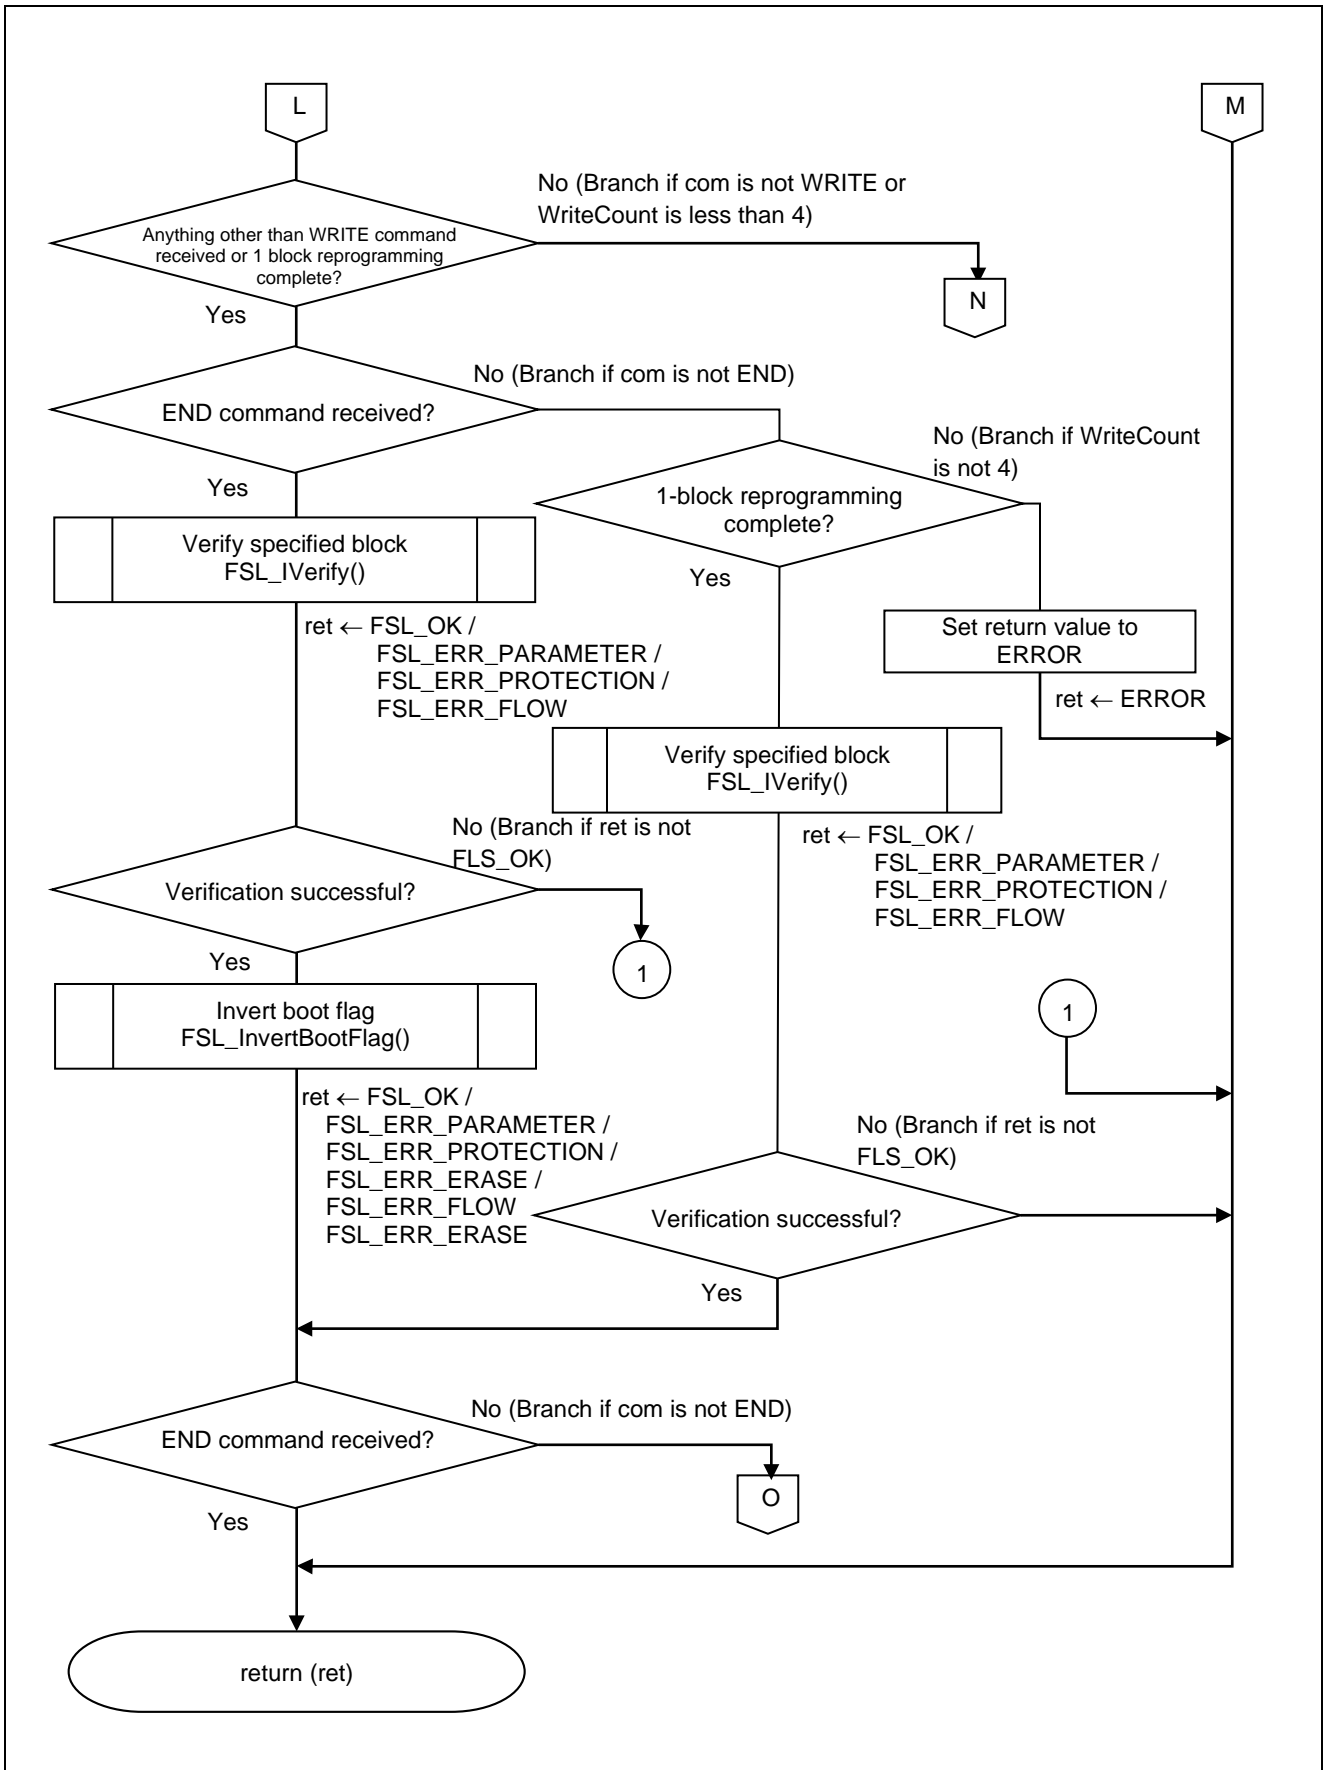 L
M
No (Branch if com is not WRITE or
WriteCount is less than 4)
Anything other than WRITE command
received or 1 block reprogramming
complete?
N
Yes
No (Branch if com is not END)
END command received?
No (Branch if WriteCount
is not 4)
Yes
1-block reprogramming
complete?
Verify specified block
FSL_IVerify()
Yes
ret ← FSL_OK /
FSL_ERR_PARAMETER /
FSL_ERR_PROTECTION /
FSL_ERR_FLOW
Set return value to
ERROR
ret ← ERROR
Verify specified block
FSL_IVerify()
No (Branch if ret is not
FLS_OK)
ret ← FSL_OK /
FSL_ERR_PARAMETER /
FSL_ERR_PROTECTION /
FSL_ERR_FLOW
Verification successful?
Yes
1
Invert boot flag
FSL_InvertBootFlag()
1
ret ← FSL_OK /
FSL_ERR_PARAMETER /
FSL_ERR_PROTECTION /
FSL_ERR_ERASE /
FSL_ERR_FLOW
FSL_ERR_ERASE
No (Branch if ret is not
FLS_OK)
Verification successful?
Yes
No (Branch if com is not END)
END command received?
O
Yes
return (ret)